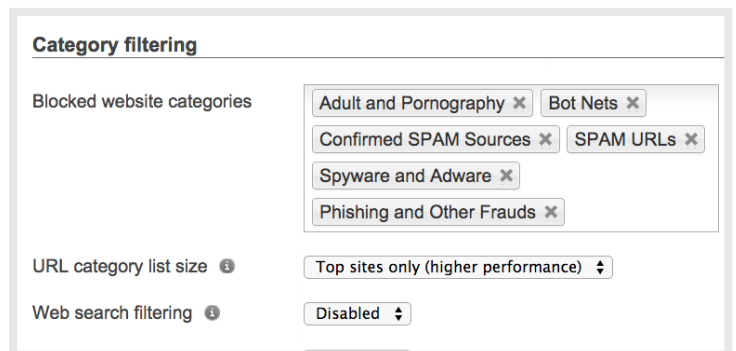 Category filtering
Blocked website categories
Adult and Pornography × Bot Nets ×
Confirmed SPAM Sources × SPAM URLs ×
Spyware and Adware ×
Phishing and Other Frauds ×
URL category list size i Top sites only (higher performance)
Web search filtering i Disabled